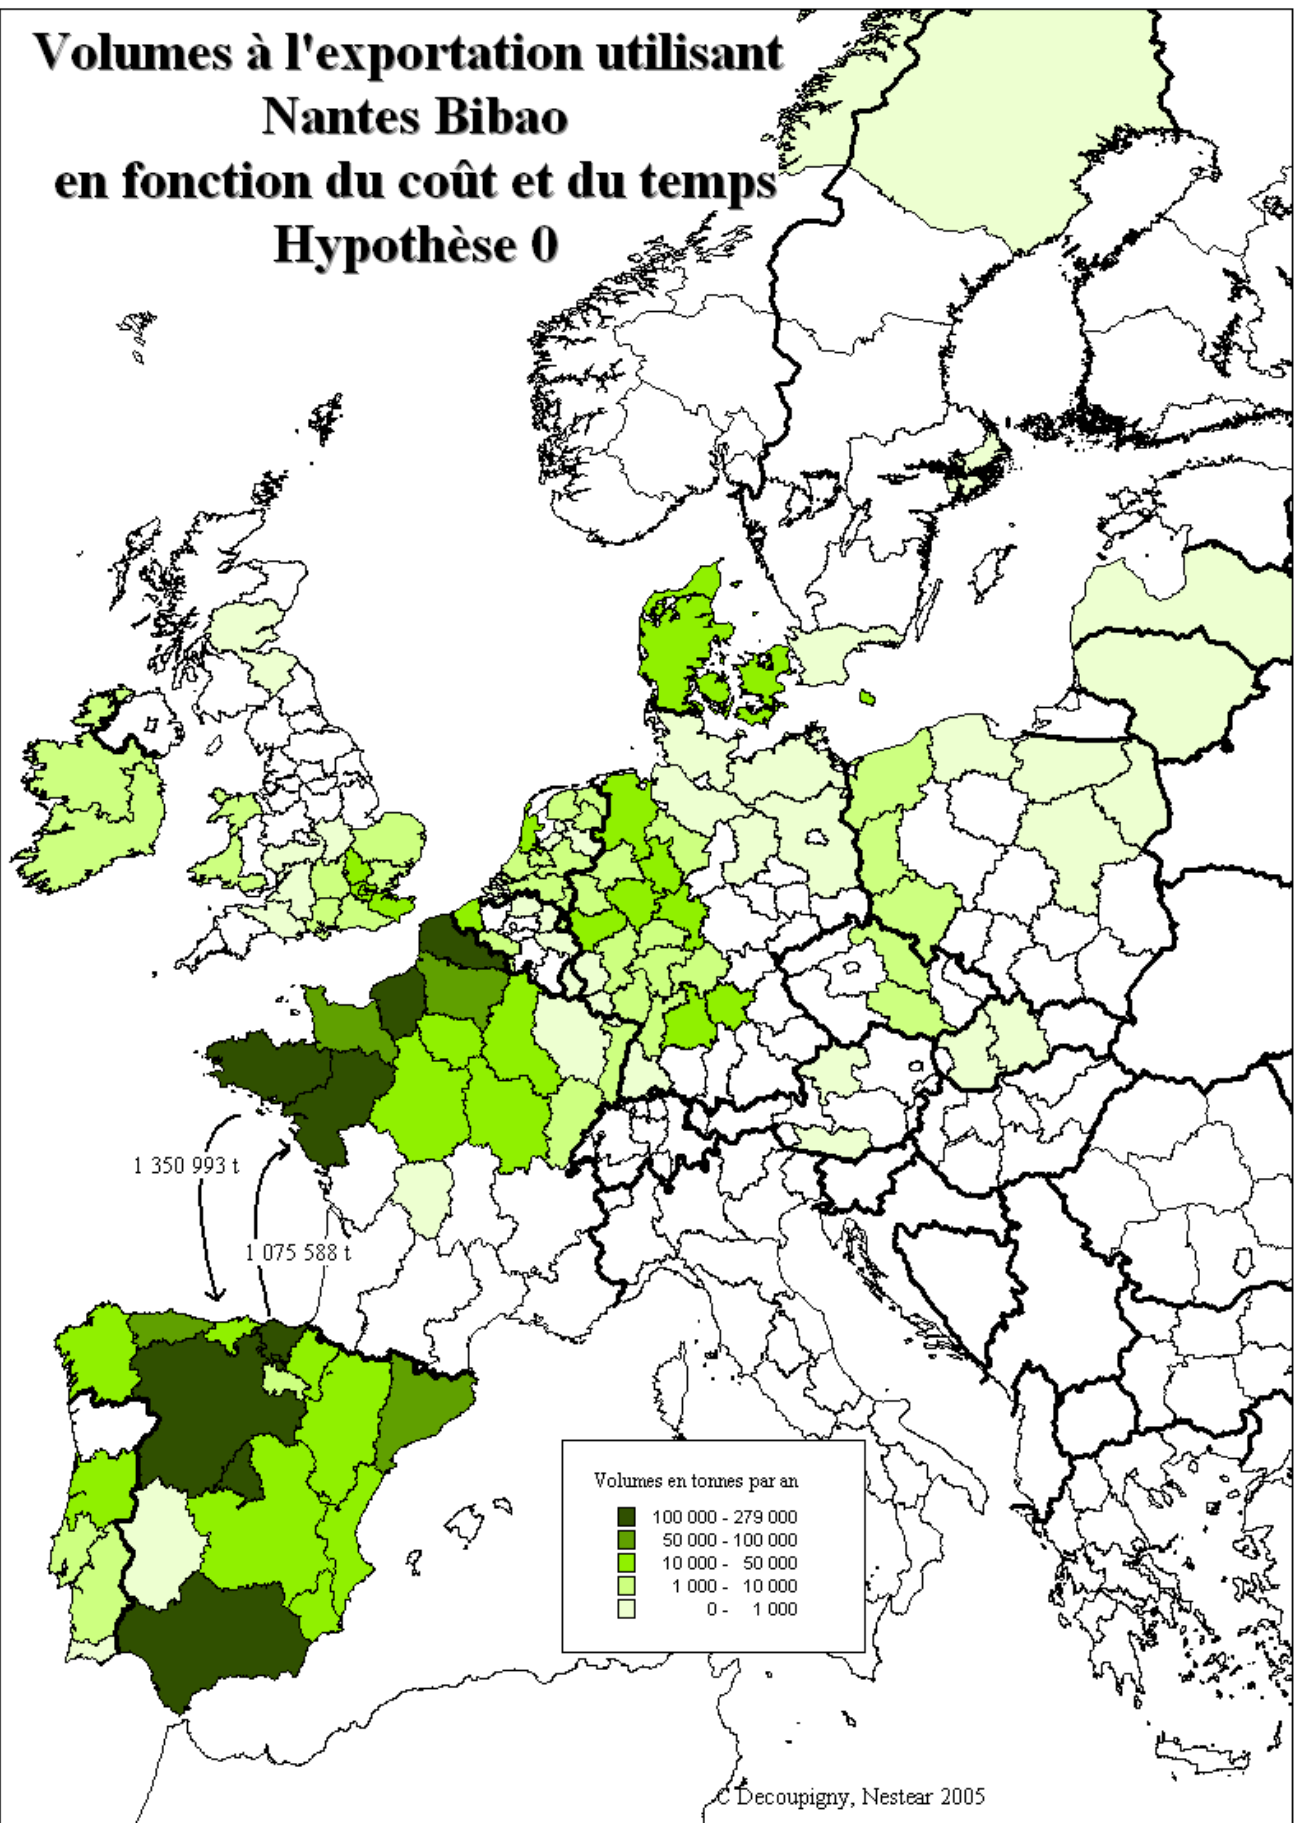 Volumes à l'exportation utilisant
Nantes Bibao
en fonction du coût et du temps
Hypothèse 0
1 350 993 t
1 075 588 t
Volumes en tonnes par an
100 000 - 279 000
50 000 - 100 000
10 000 - 50 000
1 000 - 10 000
0 - 1 000
C Decoupigny, Nestear 2005